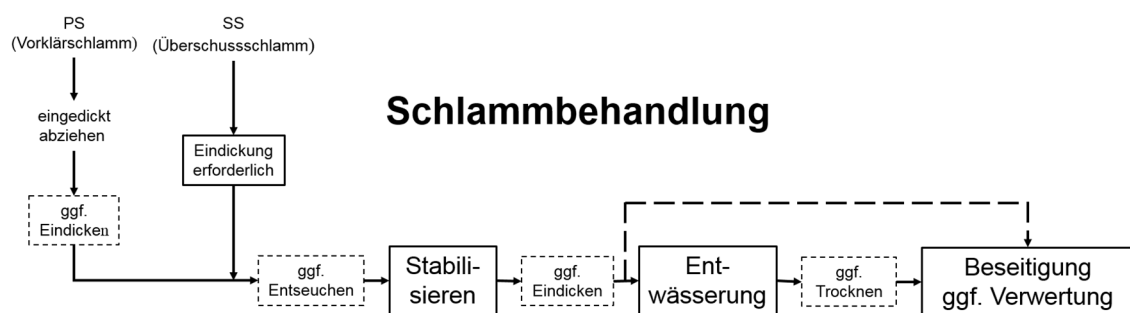 PS
(Vorklärschlamm)
SS
(Überschussschlamm)
Schlammbehandlung
eingedickt
abziehen
Eindickung
erforderlich
ggf.
Eindicken
ggf.
Entseuchen
Stabili-
sieren
ggf.
Eindicken
Ent-
wässerung
ggf.
Trocknen
Beseitigung
ggf. Verwertung